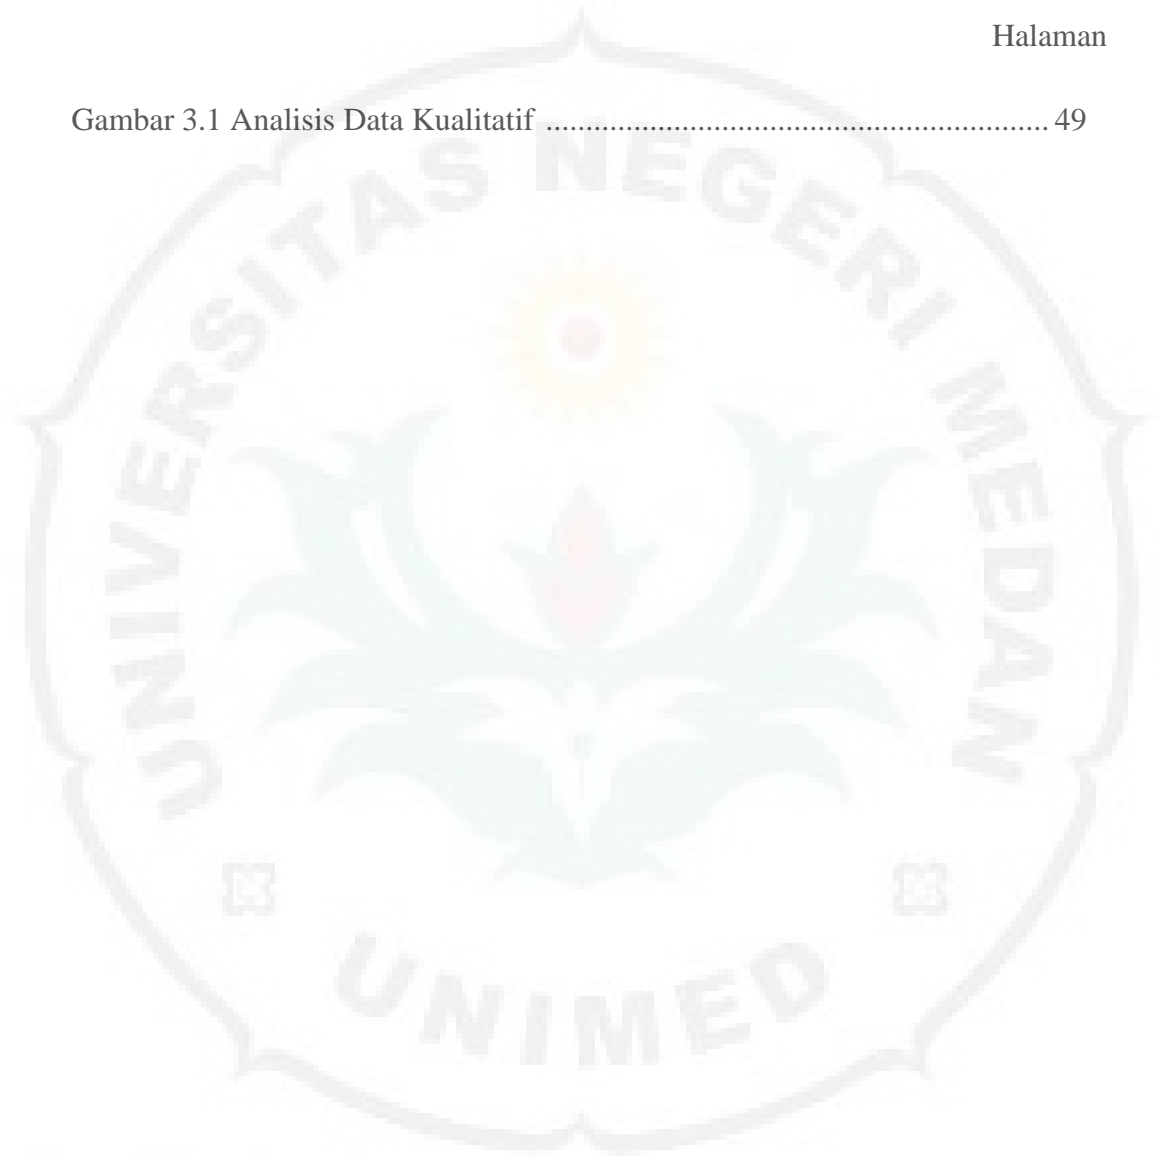 Halaman
Gambar 3.1 Analisis Data Kualitatif ................................................................ 49
UNIVERSITAS NEGERI MEDAN
UNIMED